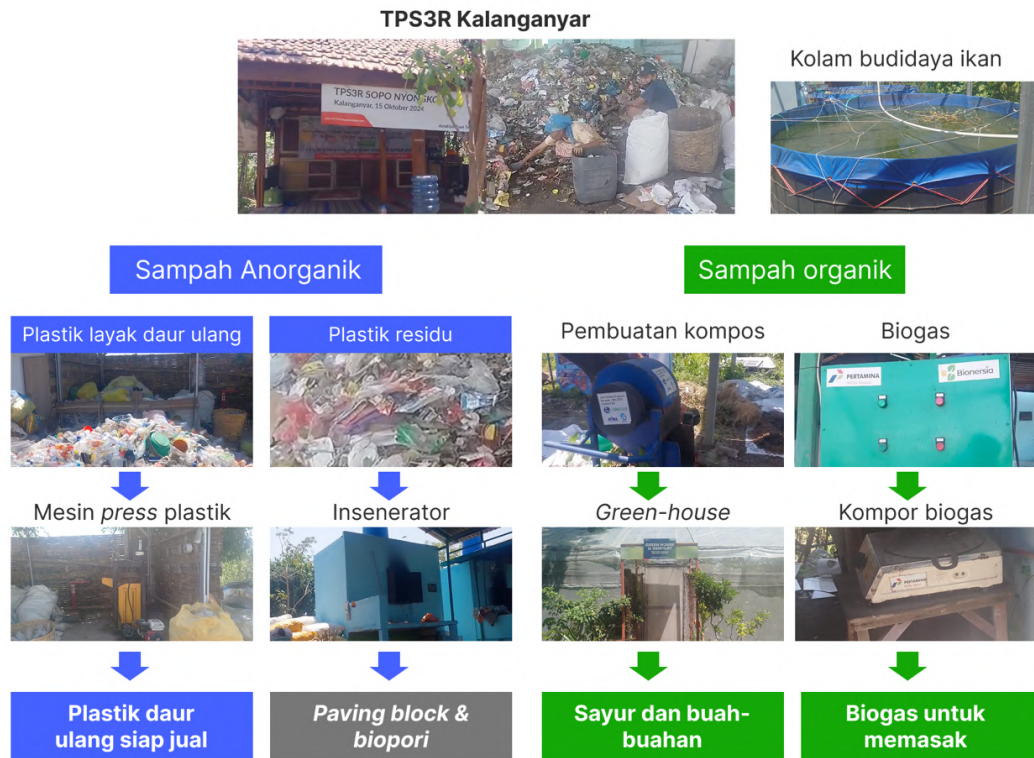 TPS3R Kalanganyar
TPS3R SOPO NYONGKO
Kalanganyar, 15 Oktober 2024
Kolam budidaya ikan
Sampah Anorganik
Sampah organik
Plastik layak daur ulang
Plastik residu
Pembuatan kompos
Biogas
PERTAMINA
Bionersia
Mesin press plastik
Insenerator
Green-house
Kompor biogas
PERTAMINA
Plastik daur
ulang siap jual
Paving block &
biopori
Sayur dan buah-
buahan
Biogas untuk
memasak